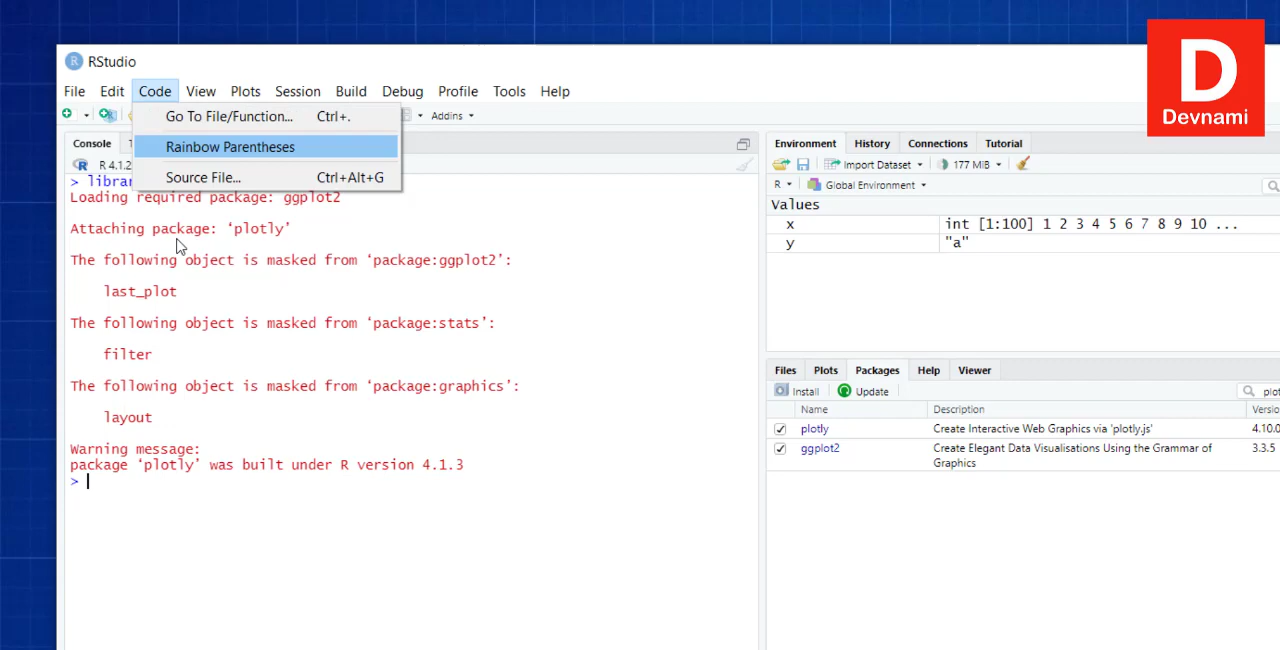 D
Devnami
RStudio
File Edit Code View Plots Session Build Debug Profile Tools Help
Go To File/Function... Ctrl+.
Rainbow Parentheses
Source File... Ctrl+Alt+G
Addins
Console
R 4.1.2
> librar
Loading required package: ggplot2
Attaching package: ‘plotly’
The following object is masked from ‘package:ggplot2’:
last_plot
The following object is masked from ‘package:stats’:
filter
The following object is masked from ‘package:graphics’:
layout
Warning message:
package ‘plotly’ was built under R version 4.1.3
>
Environment History Connections Tutorial
Import Dataset 177 MiB
R Global Environment
Values
x int [1:100] 1 2 3 4 5 6 7 8 9 10 ...
y "a"
Files Plots Packages Help Viewer
Install Update plot
Name Description Versio
plotly Create Interactive Web Graphics via 'plotly.js' 4.10.0
ggplot2 Create Elegant Data Visualisations Using the Grammar of 3.3.5
Graphics